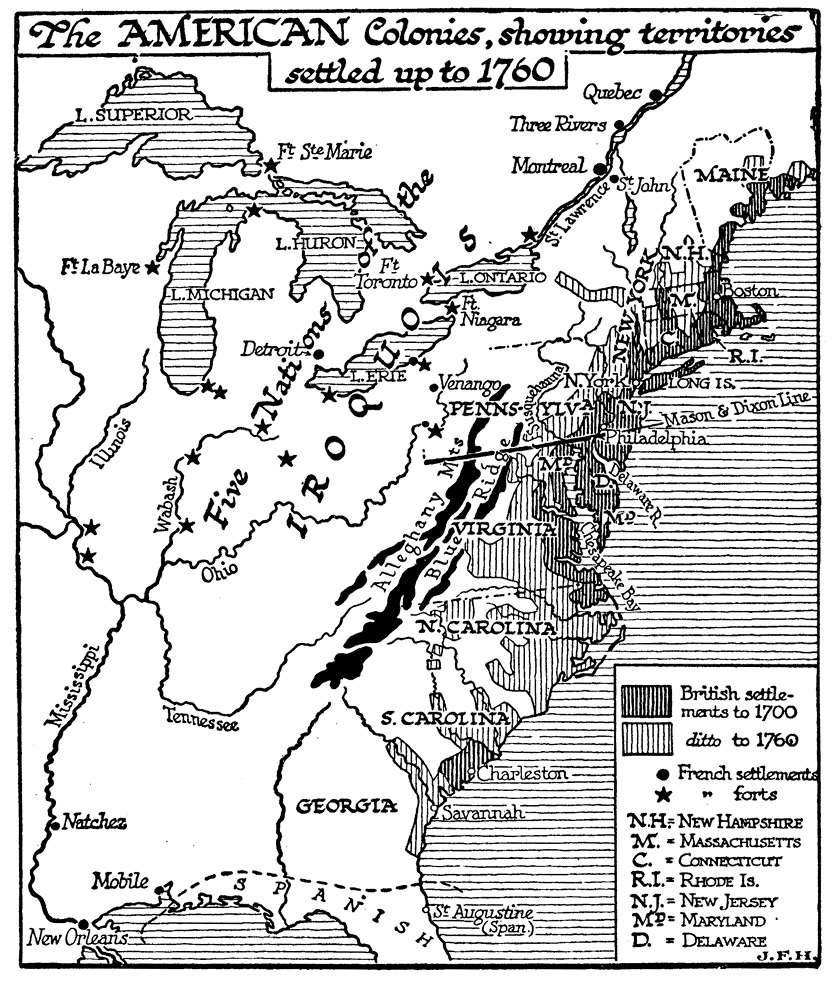 The AMERICAN Colonies, showing territories
settled up to 1760
Quebec
L. SUPERIOR
Three Rivers
Ft Ste Marie
Montreal
MAINE
St John
St Lawrence
Five Nations of the
IROQUOIS
L. HURON
N.H.
Ft La Baye
Ft
Toronto
L. ONTARIO
L. MICHIGAN
NEW YORK
M.
Boston
Ft
Niagara
C.
Detroit
R.I.
L. ERIE
Venango
Susquehanna
N. York
LONG IS.
PENNSYLVA
N.J.
Mason & Dixon Line
Illinois
Philadelphia
Alleghany Mts
Blue Ridge
MD
D.
Delaware R
Wabash
MD
VIRGINIA
Chesapeake Bay
Ohio
N. CAROLINA
Mississippi
Tennessee
S. CAROLINA
Charleston
GEORGIA
Savannah
Natchez
Mobile
SPANISH
St Augustine
(Span.)
New Orleans
British settle-
ments to 1700
ditto to 1760
French settlements
" forts
N.H. = NEW HAMPSHIRE
M. = MASSACHUSETTS
C. = CONNECTICUT
R.I. = RHODE IS.
N.J. = NEW JERSEY
MD = MARYLAND
D. = DELAWARE
J.F.H.